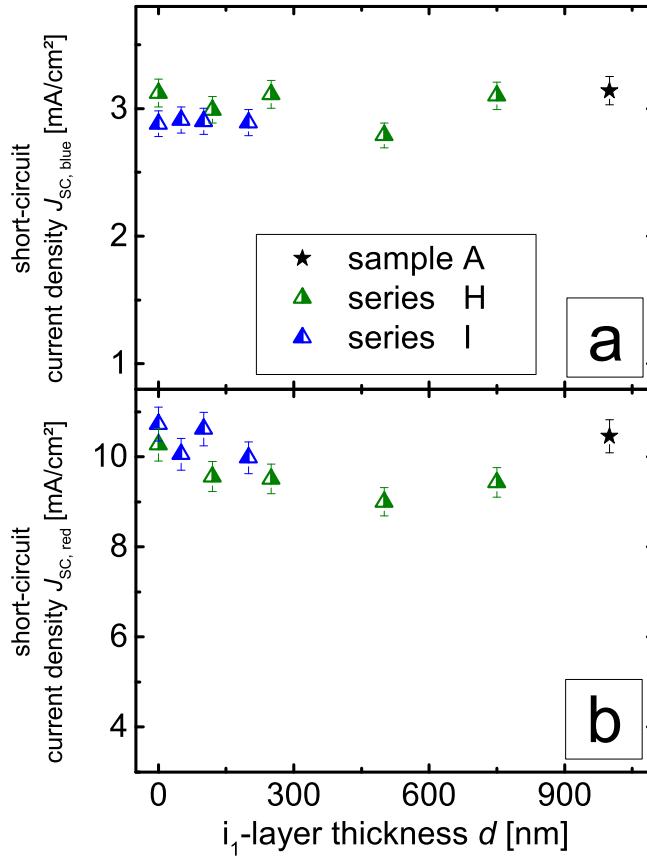 short-circuit
current density J_SC, blue [mA/cm²]
3
2
1
sample A
series H
series I
a
short-circuit
current density J_SC, red [mA/cm²]
10
8
6
4
b
0 300 600 900
i₁-layer thickness d [nm]